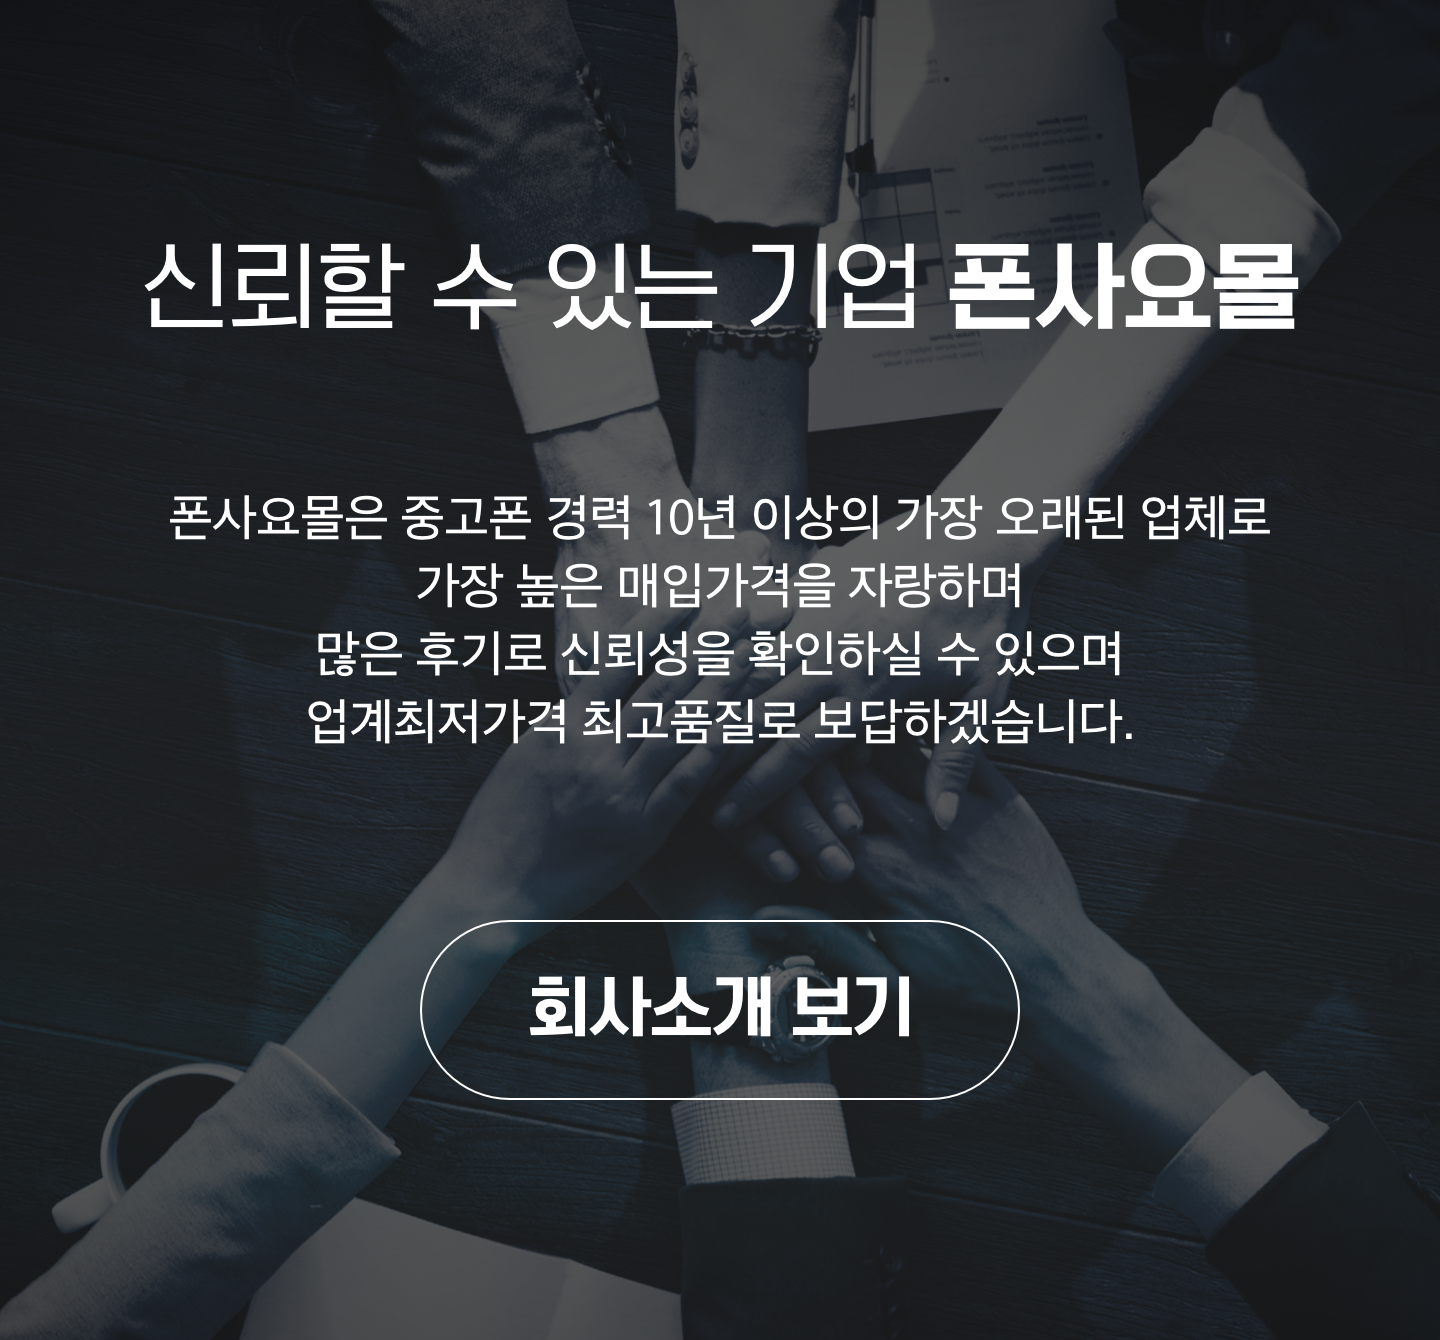 신뢰할 수 있는 기업 폰사요몰
폰사요몰은 중고폰 경력 10년 이상의 가장 오래된 업체로
가장 높은 매입가격을 자랑하며
많은 후기로 신뢰성을 확인하실 수 있으며
업계최저가격 최고품질로 보답하겠습니다.
회사소개 보기